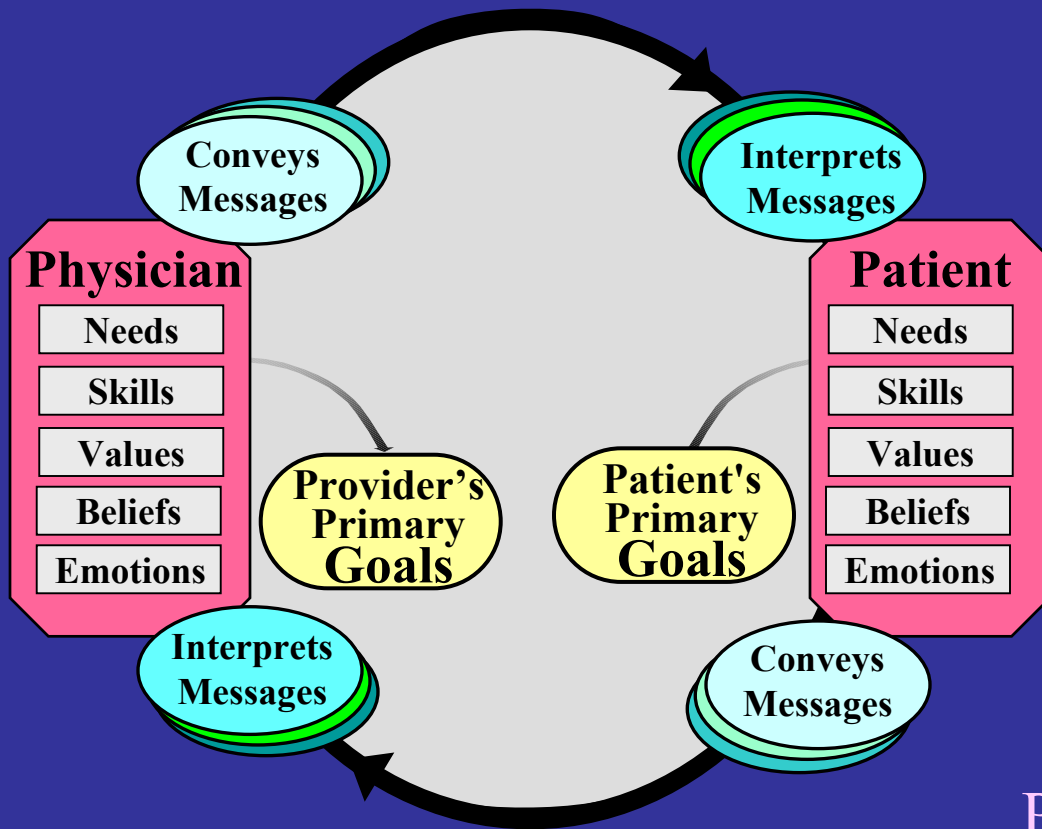 Conveys
Messages
Interprets
Messages
Physician
Needs
Skills
Values
Beliefs
Emotions
Patient
Needs
Skills
Values
Beliefs
Emotions
Provider’s
Primary
Goals
Patient's
Primary
Goals
Interprets
Messages
Conveys
Messages